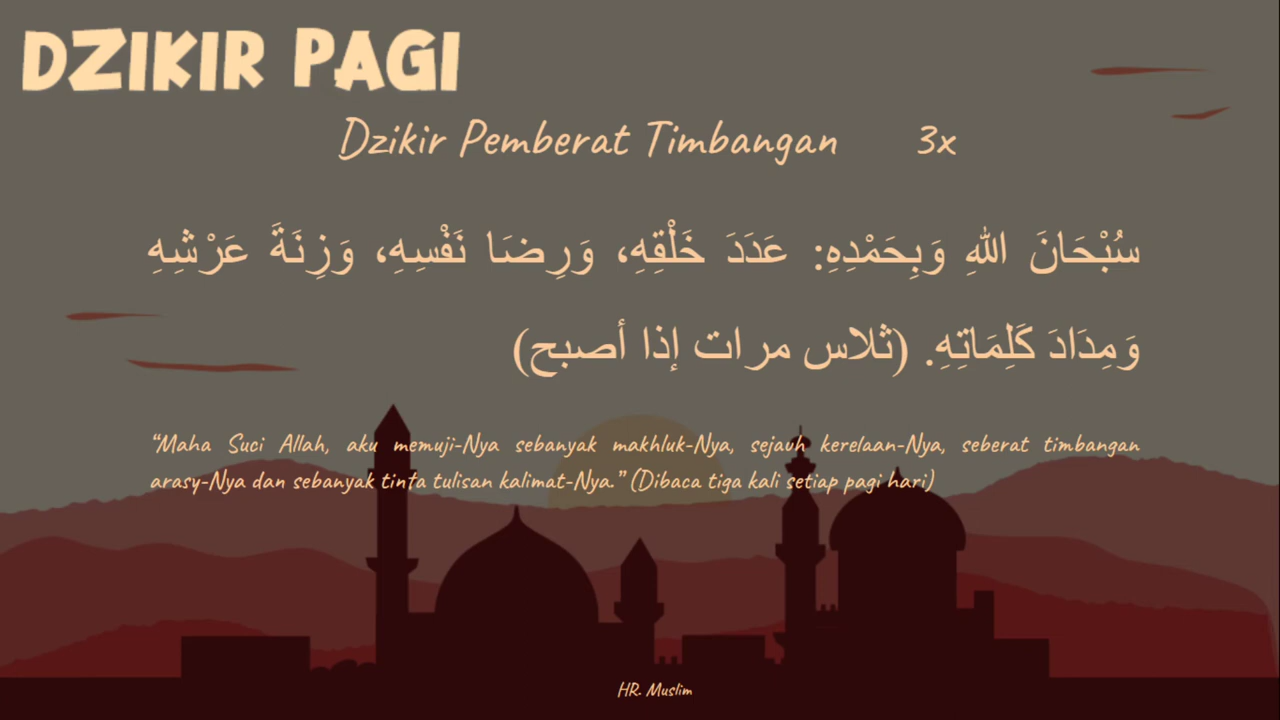 DZIKIR PAGI
Dzikir Pemberat Timbangan 3x
سُبْحَانَ اللهِ وَبِحَمْدِهِ: عَدَدَ خَلْقِهِ، وَرِضَا نَفْسِهِ، وَزِنَةَ عَرْشِهِ
وَمِدَادَ كَلِمَاتِهِ. (ثلاس مرات إذا أصبح)
“Maha Suci Allah, aku memuji-Nya sebanyak makhluk-Nya, sejauh kerelaan-Nya, seberat timbangan
arasy-Nya dan sebanyak tinta tulisan kalimat-Nya.” (Dibaca tiga kali setiap pagi hari)
HR. Muslim